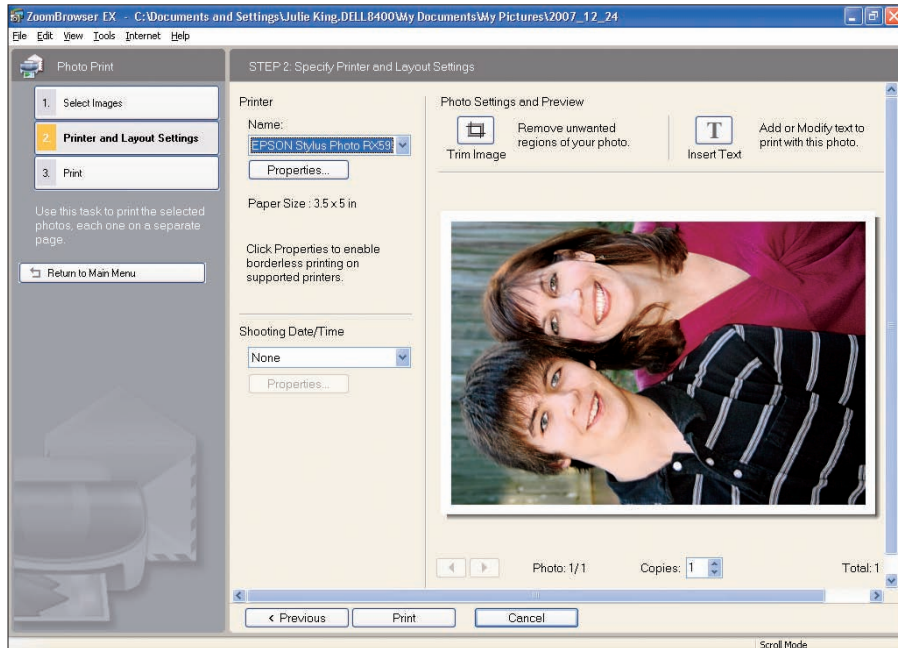 ZoomBrowser EX - C:\Documents and Settings\Julie King.DELL8400\My Documents\My Pictures\2007_12_24
File Edit View Tools Internet Help
Photo Print
STEP 2: Specify Printer and Layout Settings
1. Select Images
2. Printer and Layout Settings
3. Print
Use this task to print the selected
photos, each one on a separate
page.
Return to Main Menu
Printer
Name:
EPSON Stylus Photo RX59
Properties...
Paper Size : 3.5 x 5 in
Click Properties to enable
borderless printing on
supported printers.
Shooting Date/Time
None
Properties...
Photo Settings and Preview
Trim Image
Remove unwanted
regions of your photo.
T
Insert Text
Add or Modify text to
print with this photo.
Photo: 1/1
Copies: 1
Total: 1
< Previous
Print
Cancel
Scroll Mode